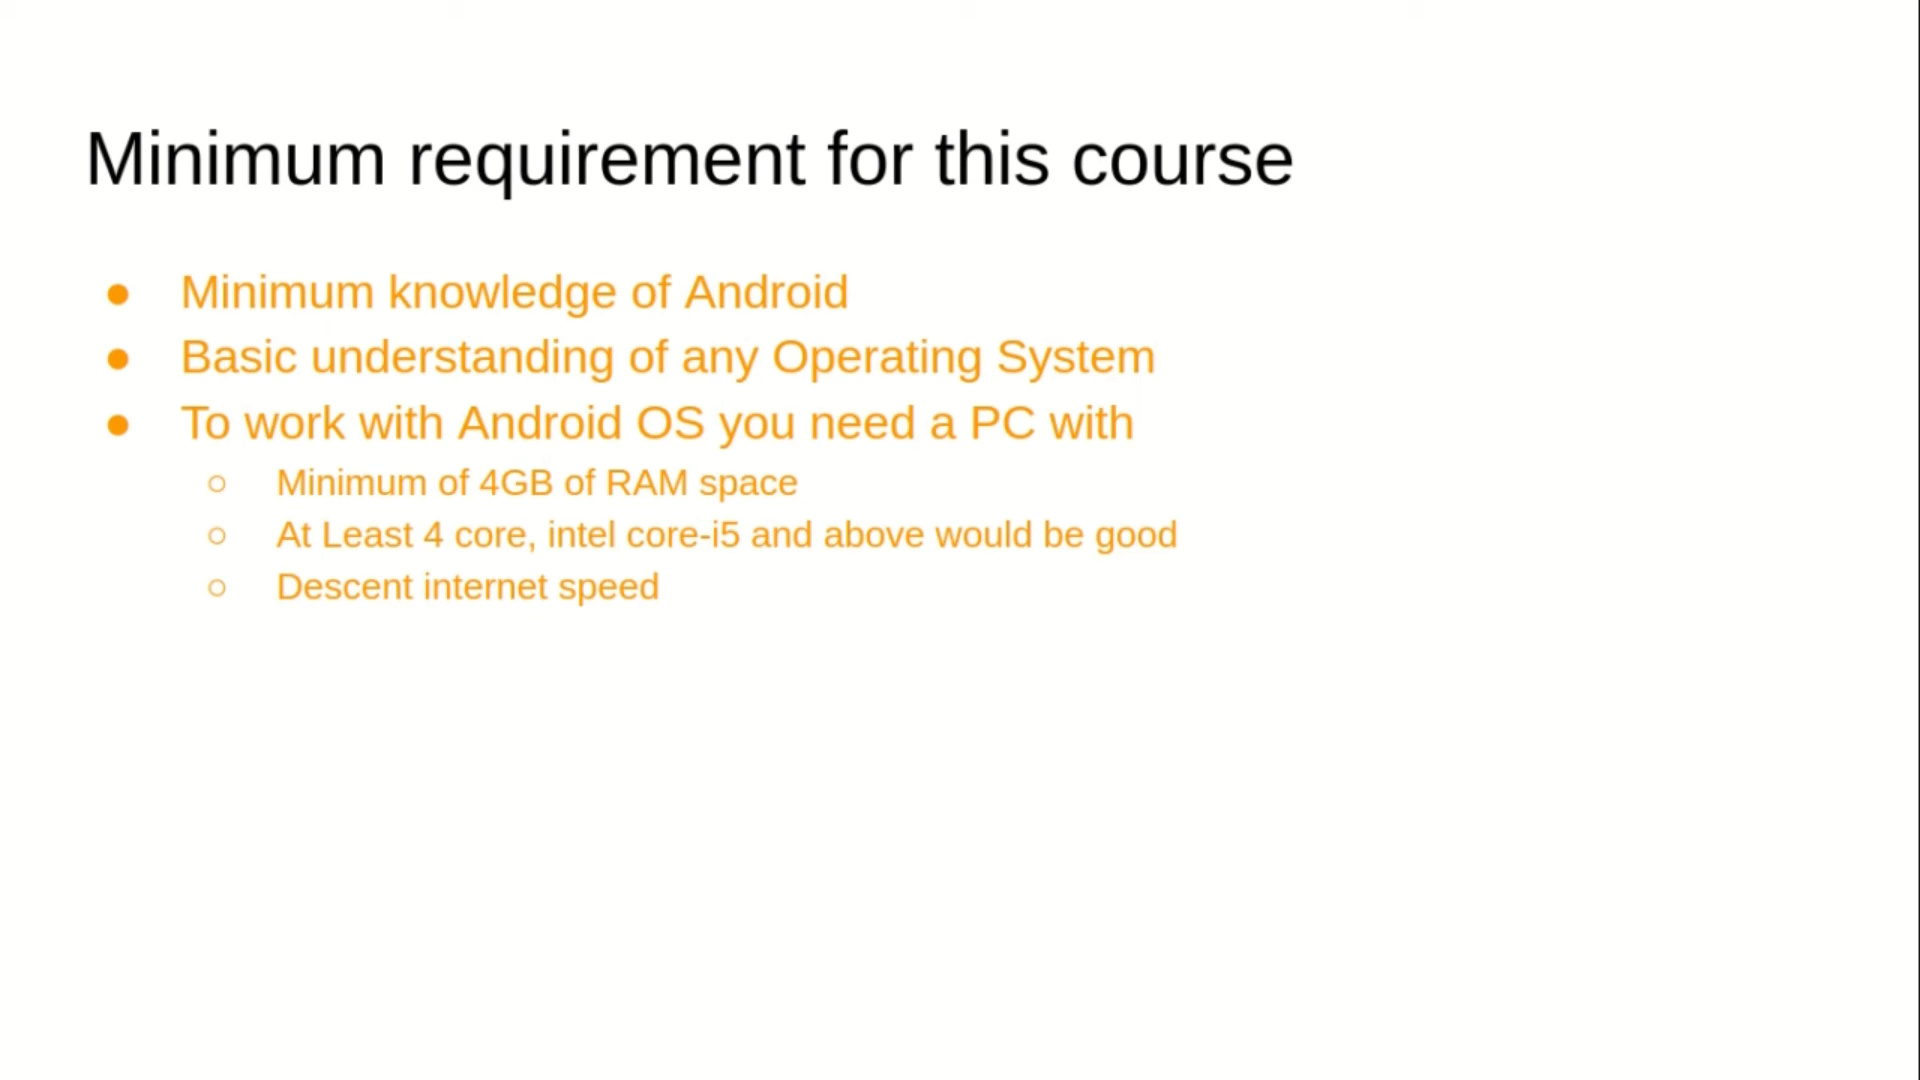 Minimum requirement for this course
● Minimum knowledge of Android
● Basic understanding of any Operating System
● To work with Android OS you need a PC with
○ Minimum of 4GB of RAM space
○ At Least 4 core, intel core-i5 and above would be good
○ Descent internet speed